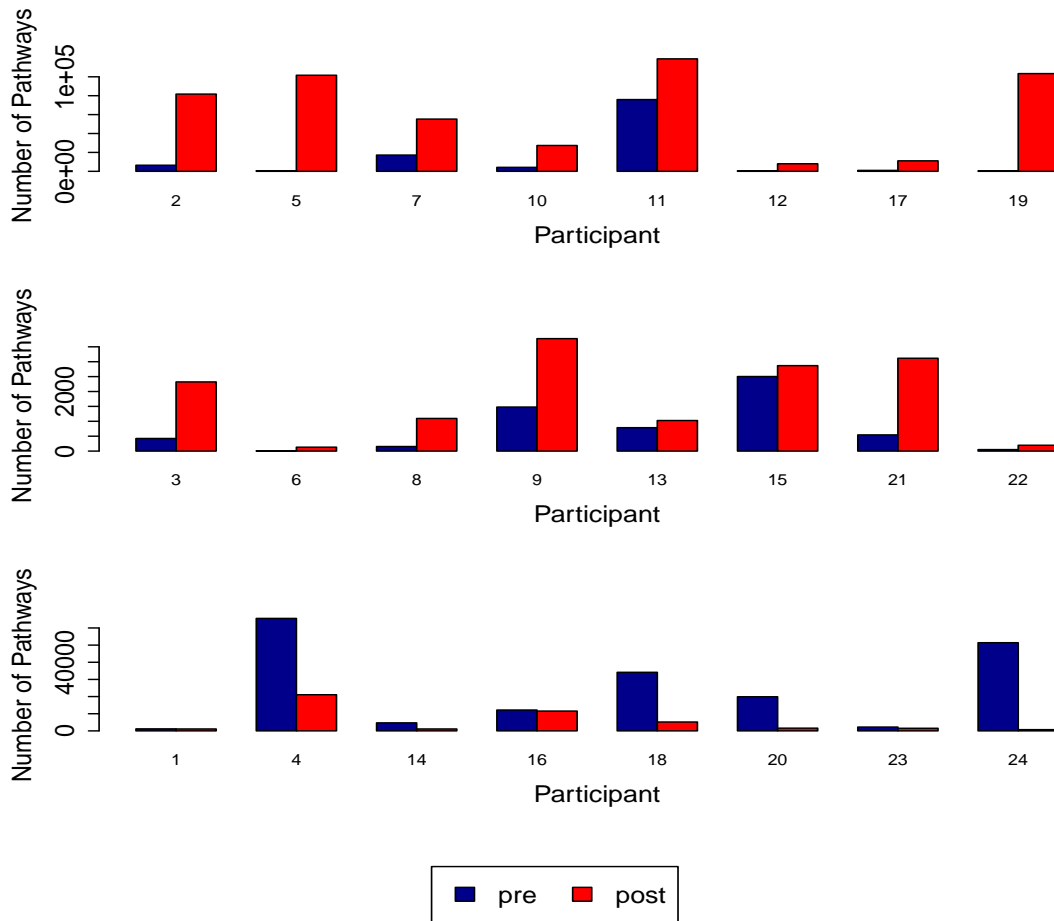 Number of Pathways
1e+05
0e+00
2 5 7 10 11 12 17 19
Participant
Number of Pathways
2000
0
3 6 8 9 13 15 21 22
Participant
Number of Pathways
40000
0
1 4 14 16 18 20 23 24
Participant
pre post